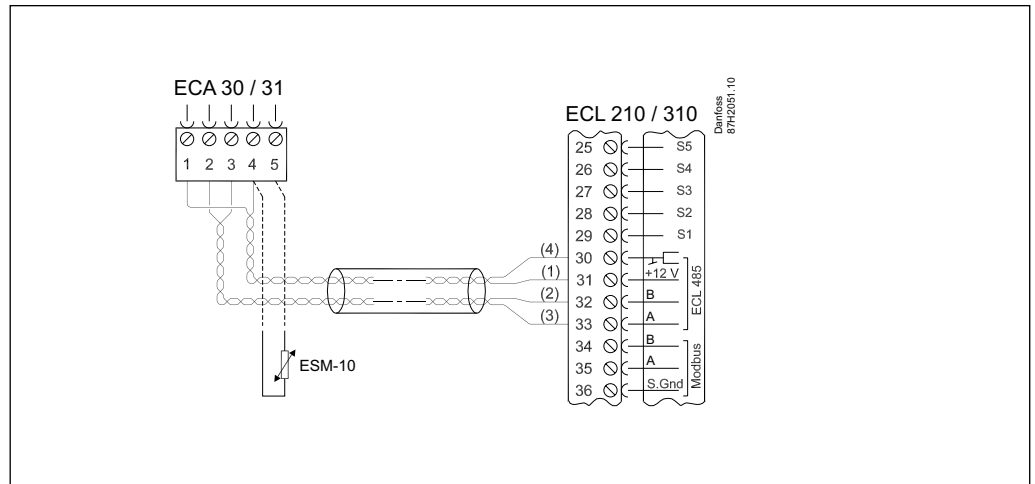 ECA 30 / 31
1 2 3 4 5
ESM-10
(4)
(1)
(2)
(3)
ECL 210 / 310
25 S5
26 S4
27 S3
28 S2
29 S1
30
31 +12 V
32 B
33 A
ECL 485
34 B
35 A
36 S.Gnd
Modbus
Danfoss
87H2051.10